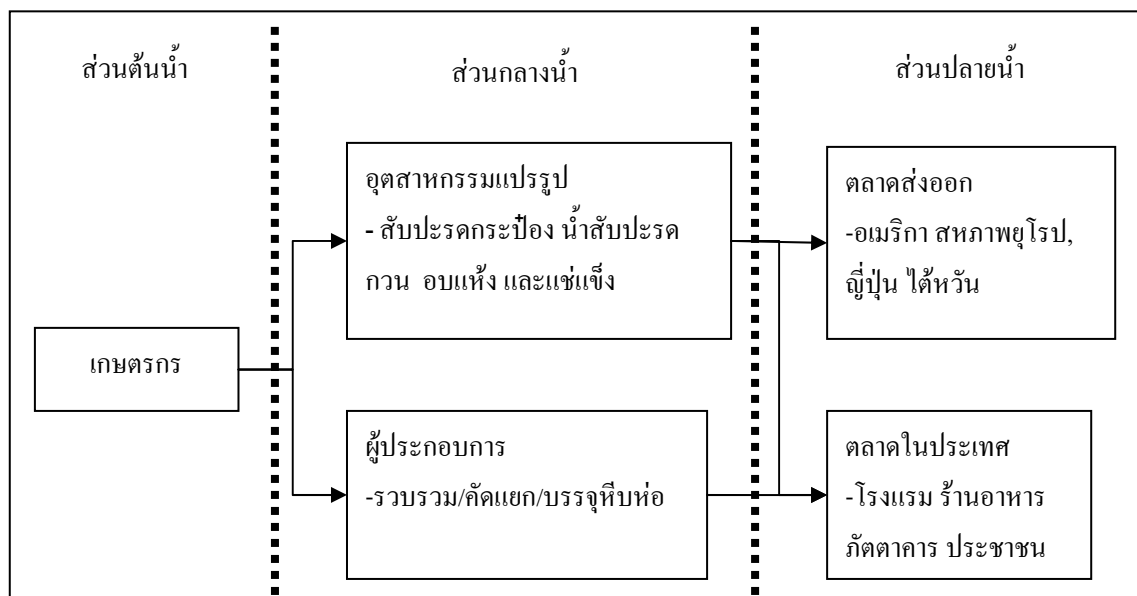 ส่วนต้นน้ำ
ส่วนกลางน้ำ
ส่วนปลายน้ำ
เกษตรกร
อุตสาหกรรมแปรรูป
- สับปะรดกระป๋อง น้ำสับปะรด
กวน อบแห้ง และแช่แข็ง
ผู้ประกอบการ
-รวบรวม/คัดแยก/บรรจุหีบห่อ
ตลาดส่งออก
-อเมริกา สหภาพยุโรป,
ญี่ปุ่น ไต้หวัน
ตลาดในประเทศ
-โรงแรม ร้านอาหาร
ภัตตาคาร ประชาชน